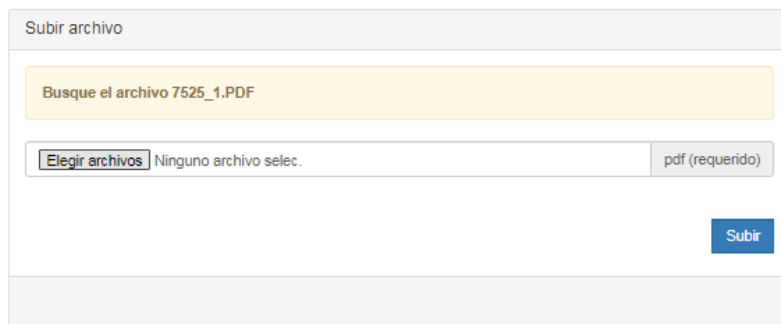 Subir archivo
Busque el archivo 7525_1.PDF
Elegir archivos Ninguno archivo selec. pdf (requerido)
Subir